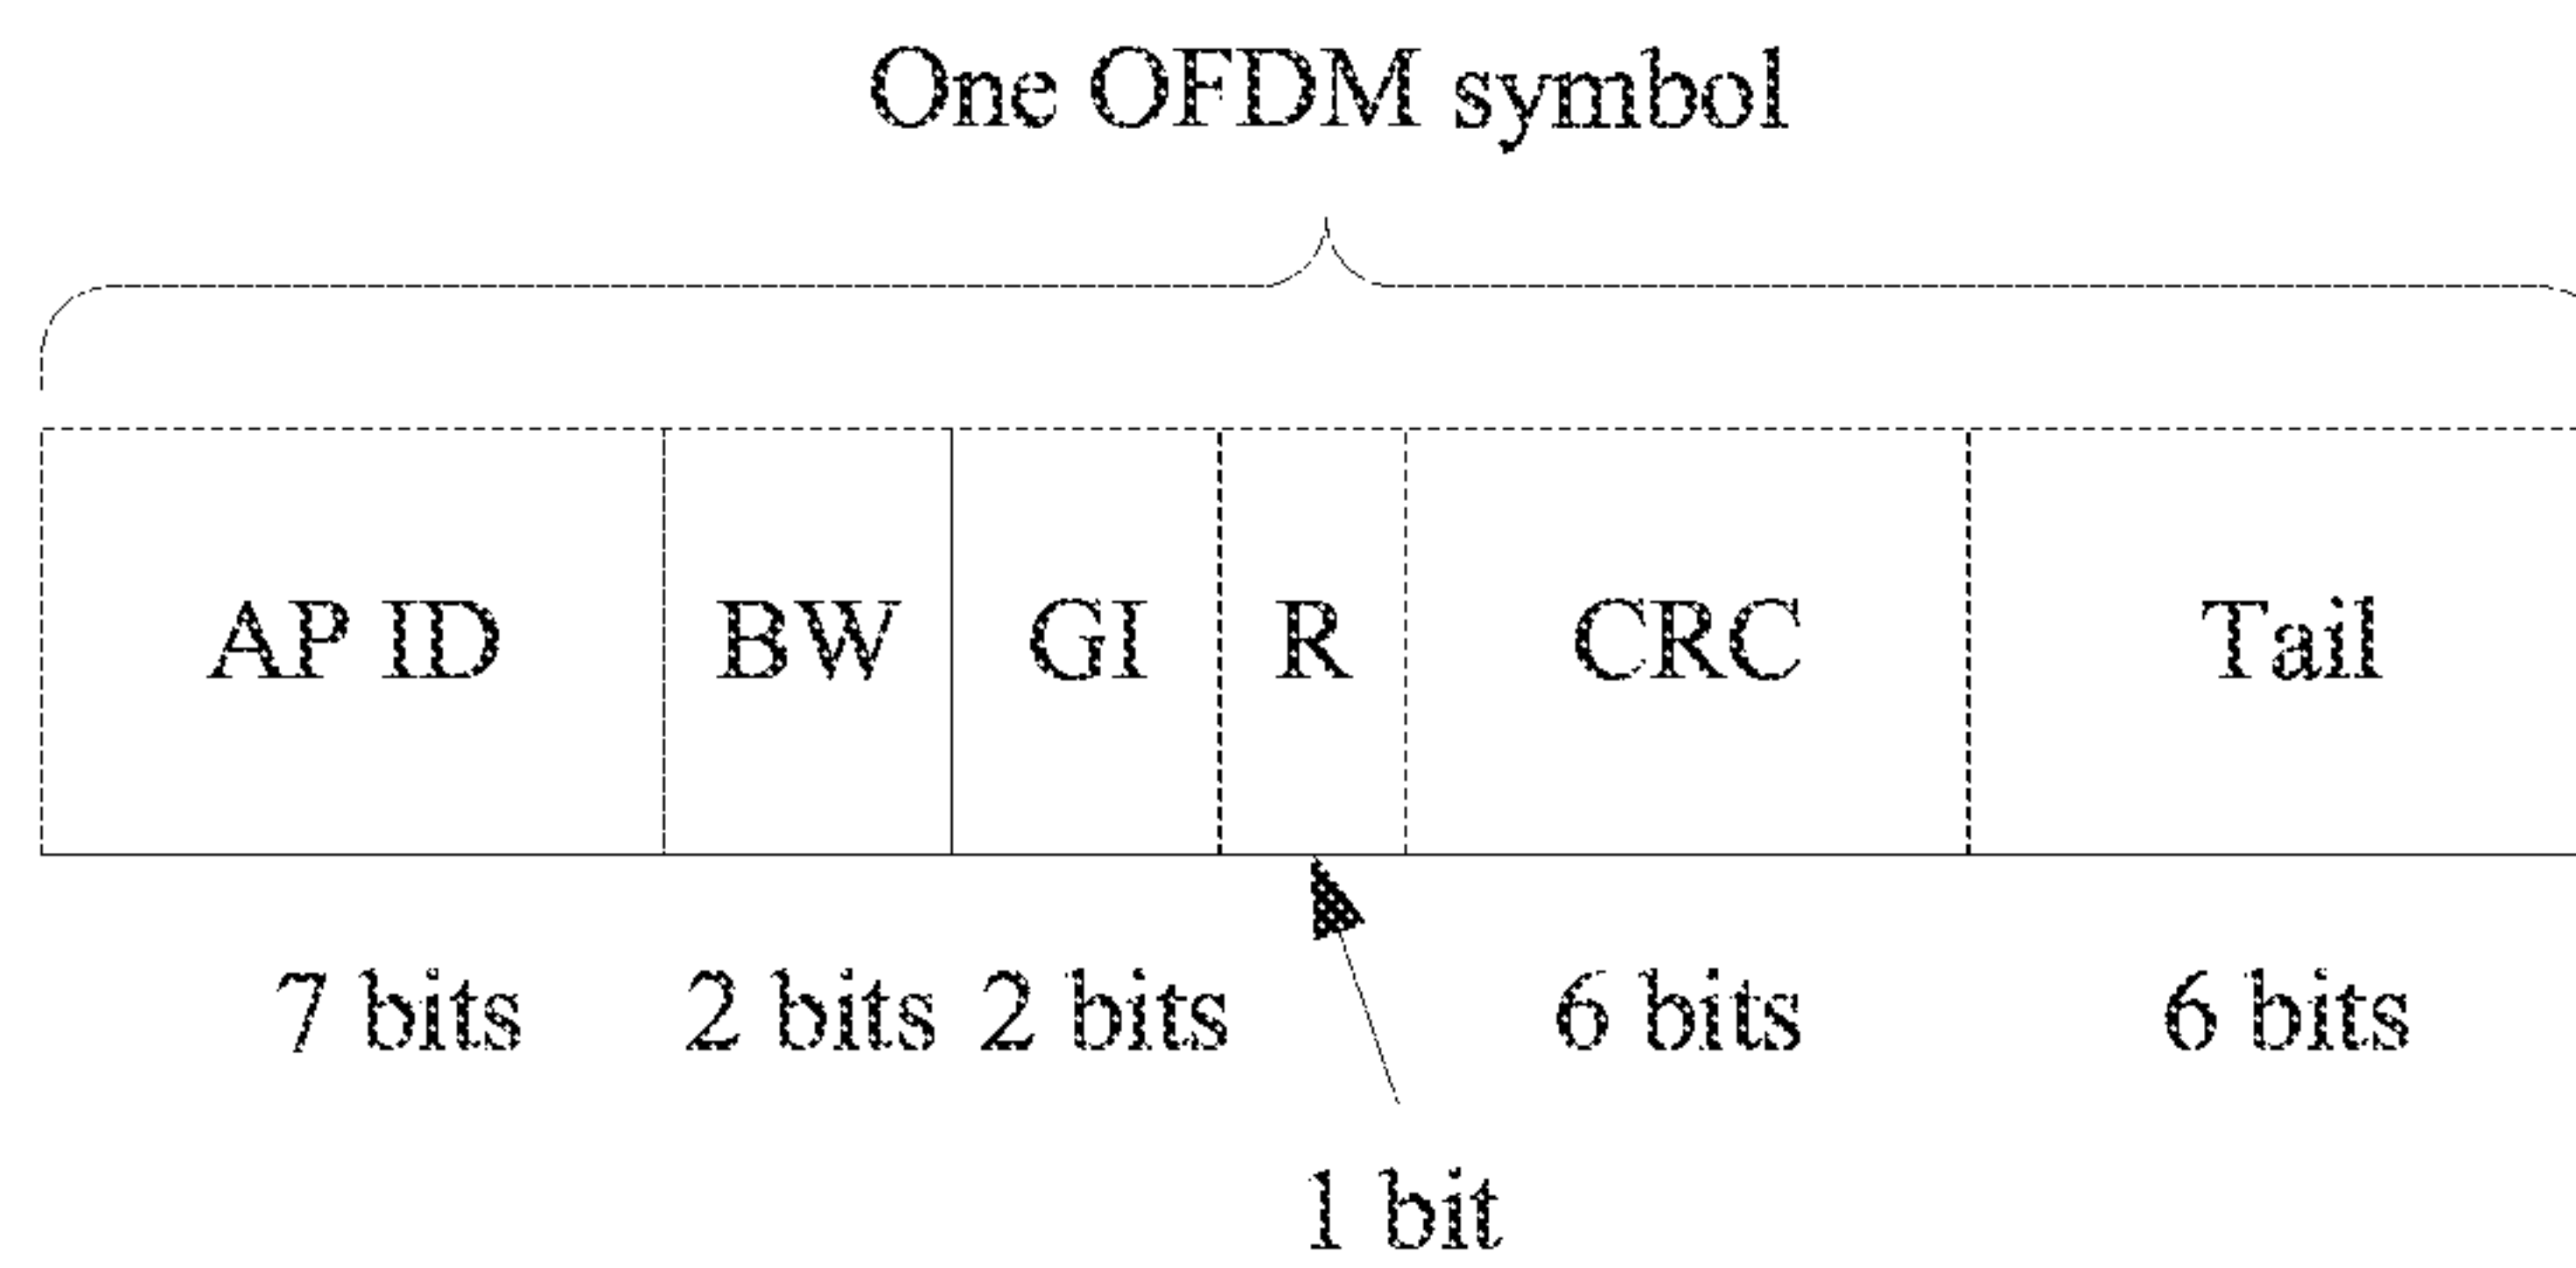 One OFDM symbol
AP ID BW GI R CRC Tail
7 bits 2 bits 2 bits 6 bits 6 bits
1 bit